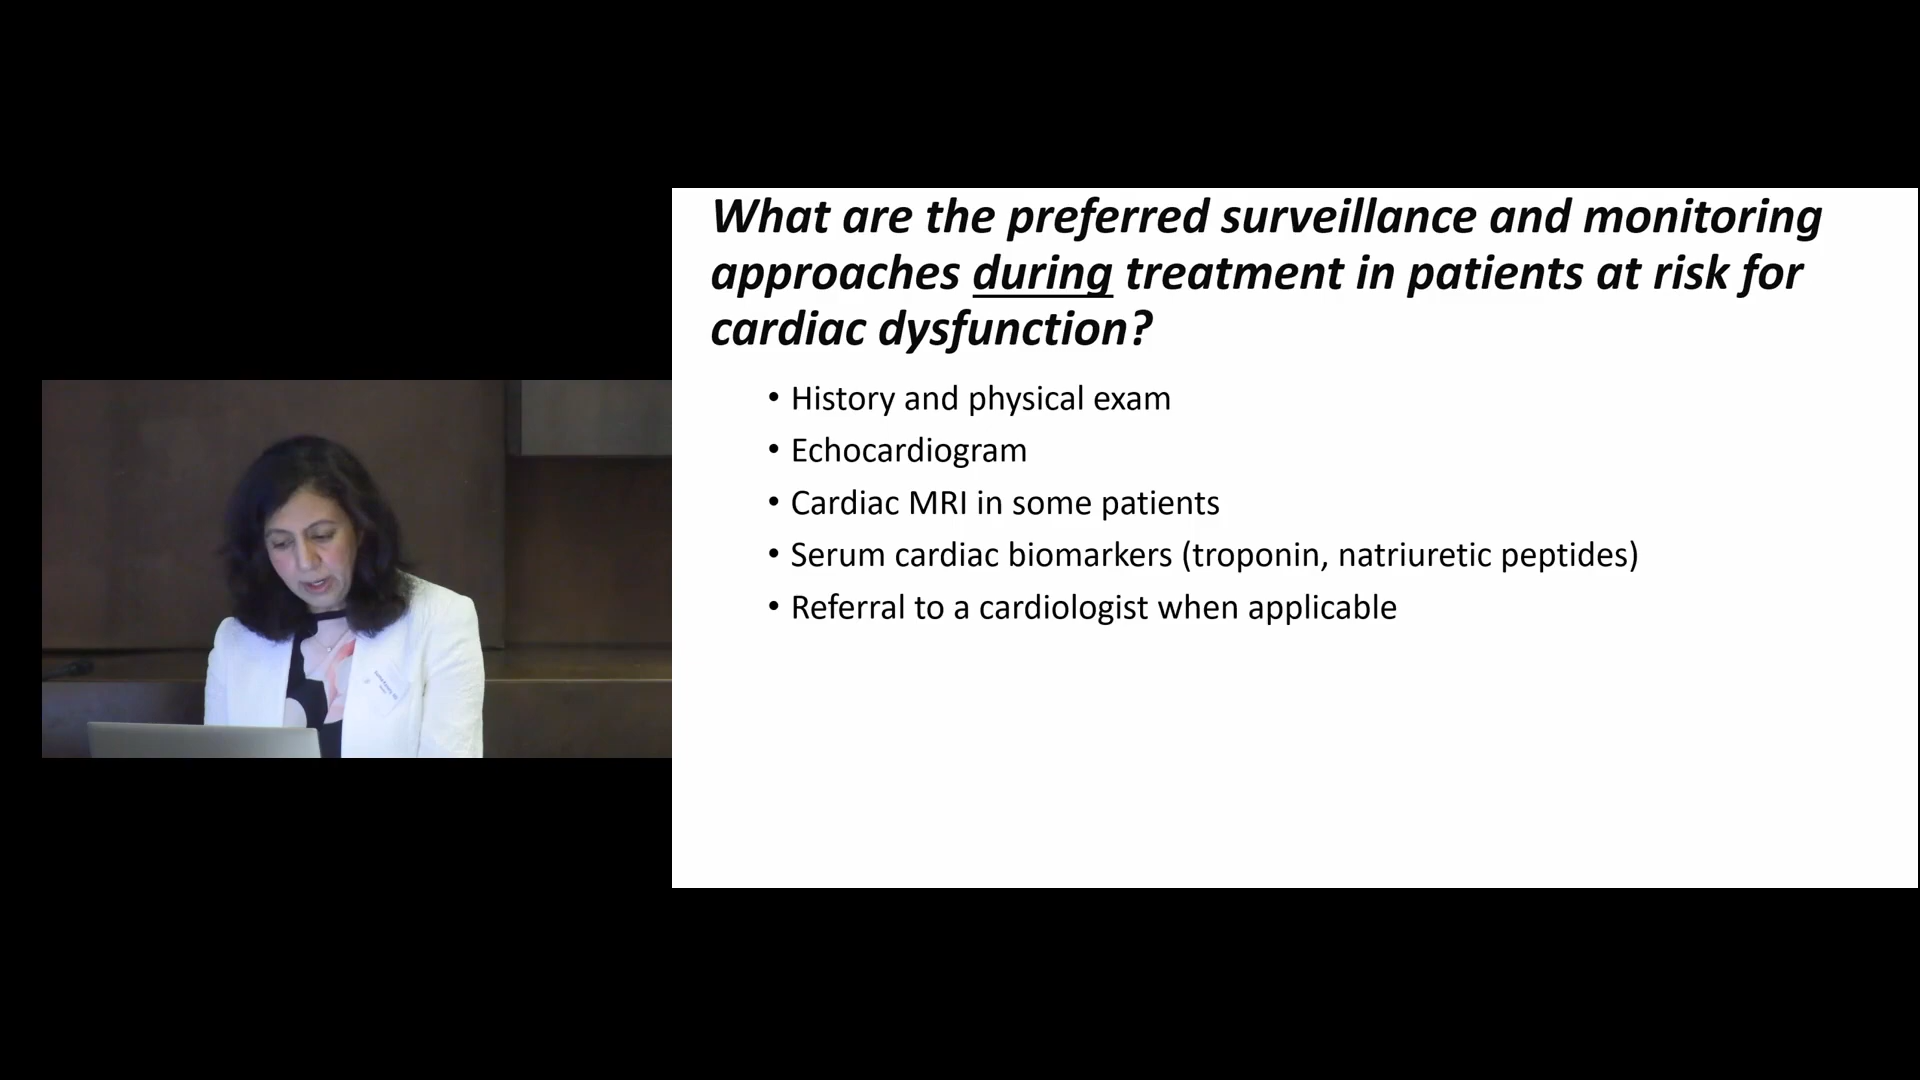 What are the preferred surveillance and monitoring
approaches during treatment in patients at risk for
cardiac dysfunction?
• History and physical exam
• Echocardiogram
• Cardiac MRI in some patients
• Serum cardiac biomarkers (troponin, natriuretic peptides)
• Referral to a cardiologist when applicable